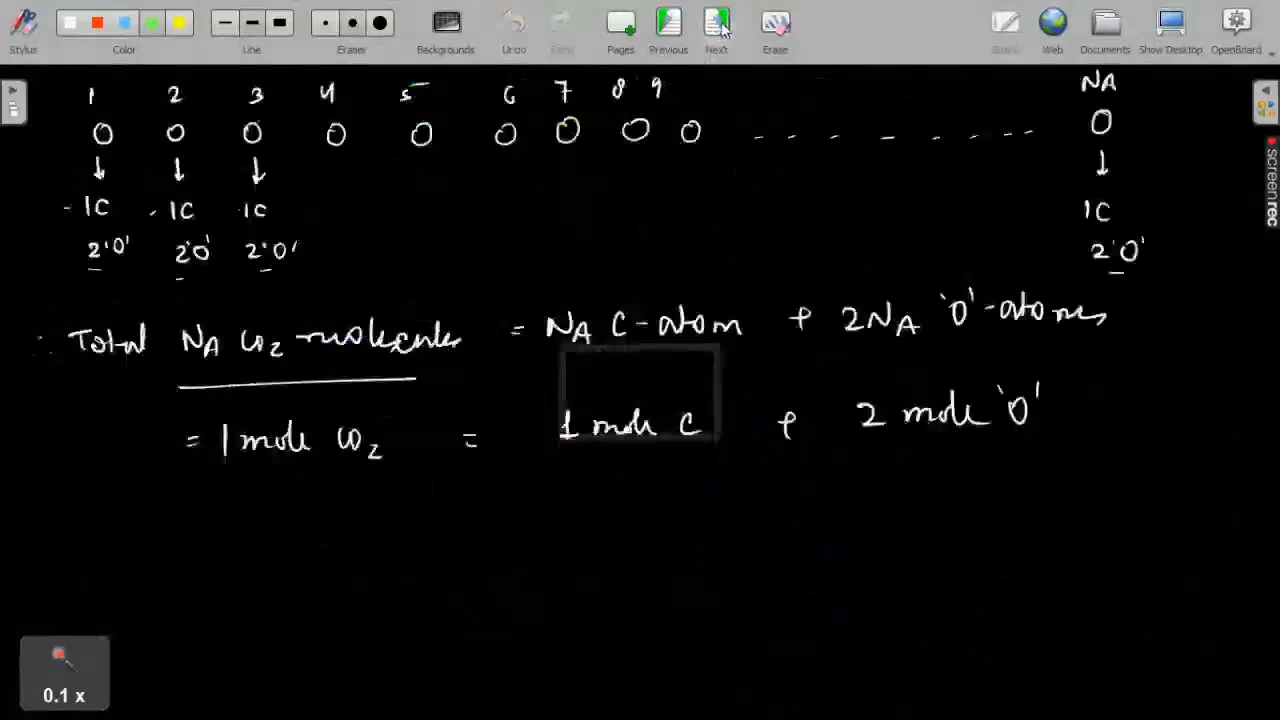 Stylus Color Line Eraser Backgrounds Undo Redo Pages Previous Next Erase Board Web Documents Show Desktop OpenBoard
1 2 3 4 5 6 7 8 9 NA
O O O O O O O O O - - - - - - - O
↓ ↓ ↓ ↓
1C 1C 1C 1C
2'O' 2'O' 2'O' 2'O'
∴ Total NA CO2 molecules = NA C-atom + 2NA 'O'-atoms
= 1 mole CO2 = 1 mole C + 2 mole 'O'
0.1 x
screenrec